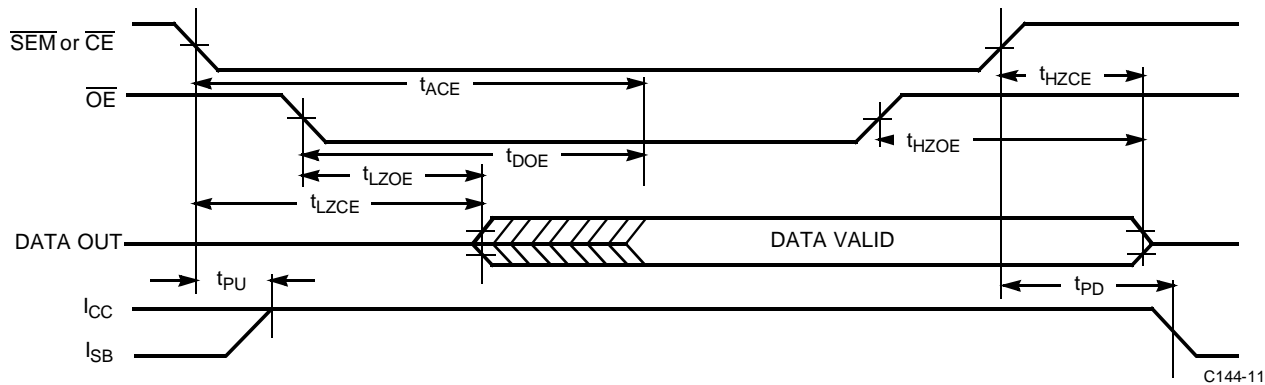 SEM or CE
tACE
tHZCE
OE
tHZOE
tDOE
tLZOE
tLZCE
DATA OUT
DATA VALID
tPU
tPD
ICC
ISB
C144-11